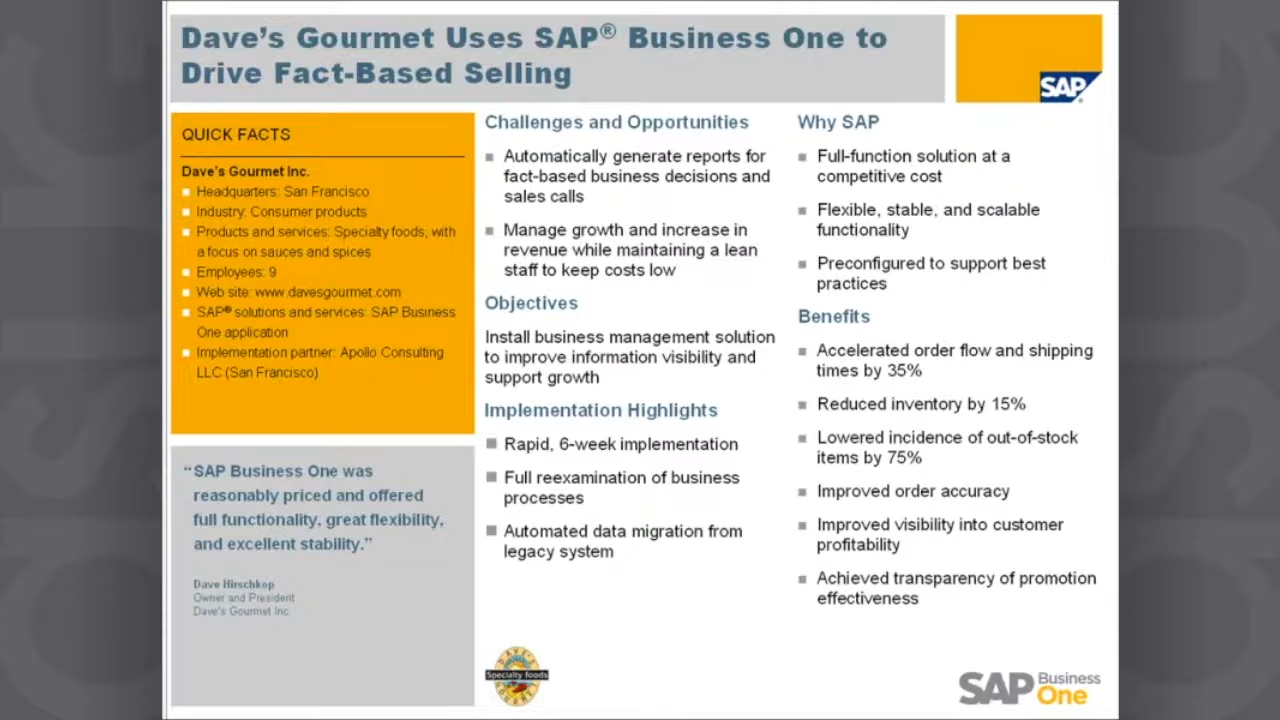 Dave's Gourmet Uses SAP® Business One to
Drive Fact-Based Selling
SAP
QUICK FACTS
Dave's Gourmet Inc.
Headquarters: San Francisco
Industry: Consumer products
Products and services: Specialty foods, with
a focus on sauces and spices
Employees: 9
Web site: www.davesgourmet.com
SAP® solutions and services: SAP Business
One application
Implementation partner: Apollo Consulting
LLC (San Francisco)
"SAP Business One was
reasonably priced and offered
full functionality, great flexibility,
and excellent stability."
Dave Hirschkop
Owner and President
Dave's Gourmet Inc.
Challenges and Opportunities
Automatically generate reports for
fact-based business decisions and
sales calls
Manage growth and increase in
revenue while maintaining a lean
staff to keep costs low
Objectives
Install business management solution
to improve information visibility and
support growth
Implementation Highlights
Rapid, 6-week implementation
Full reexamination of business
processes
Automated data migration from
legacy system
DAVE'S
Specialty foods
GOURMET
Why SAP
Full-function solution at a
competitive cost
Flexible, stable, and scalable
functionality
Preconfigured to support best
practices
Benefits
Accelerated order flow and shipping
times by 35%
Reduced inventory by 15%
Lowered incidence of out-of-stock
items by 75%
Improved order accuracy
Improved visibility into customer
profitability
Achieved transparency of promotion
effectiveness
SAP Business
One